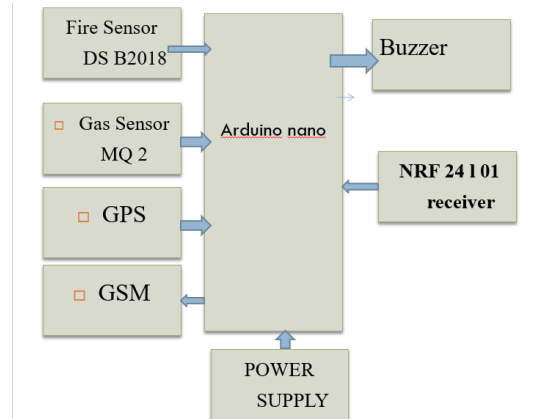 Fire Sensor
DS B2018
Gas Sensor
MQ 2
GPS
GSM
Arduino nano
Buzzer
NRF 24 l 01
receiver
POWER
SUPPLY